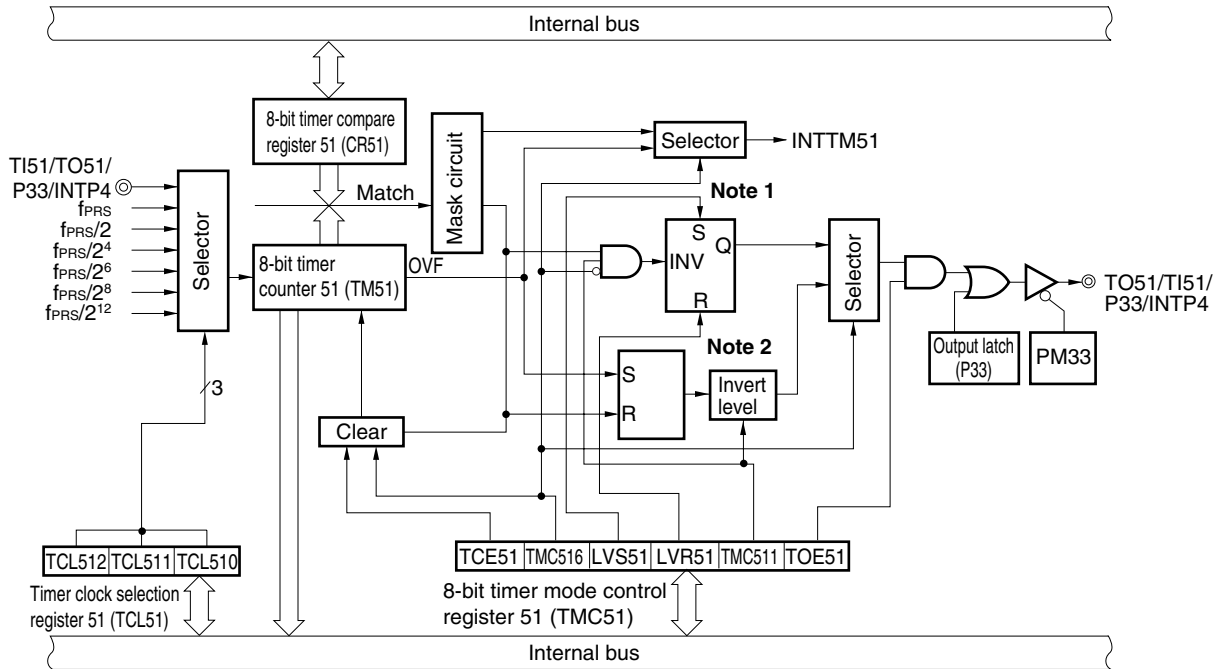 Internal bus
8-bit timer compare
register 51 (CR51)
TI51/TO51/
P33/INTP4
fPRS
fPRS/2
fPRS/2⁴
fPRS/2⁶
fPRS/2⁸
fPRS/2¹²
Selector
Match
Mask circuit
Selector
INTTM51
Note 1
8-bit timer
counter 51 (TM51)
OVF
S
Q
INV
R
Selector
TO51/TI51/
P33/INTP4
Note 2
Output latch
(P33)
PM33
S
R
Invert
level
3
Clear
TCL512
TCL511
TCL510
Timer clock selection
register 51 (TCL51)
TCE51
TMC516
LVS51
LVR51
TMC511
TOE51
8-bit timer mode control
register 51 (TMC51)
Internal bus